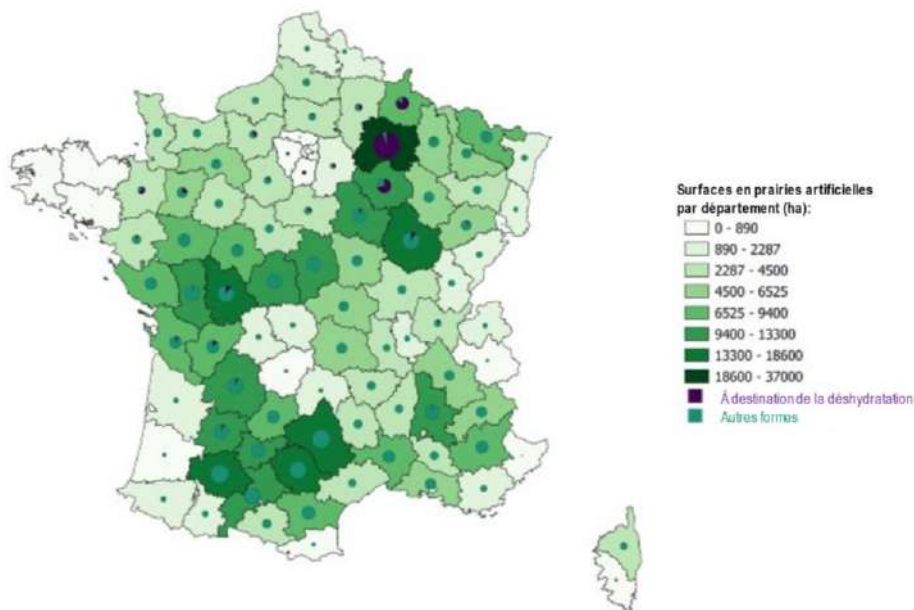 Surfaces en prairies artificielles
par département (ha):
0 - 890
890 - 2287
2287 - 4500
4500 - 6525
6525 - 9400
9400 - 13300
13300 - 18600
18600 - 37000
À destination de la déshydratation
Autres formes